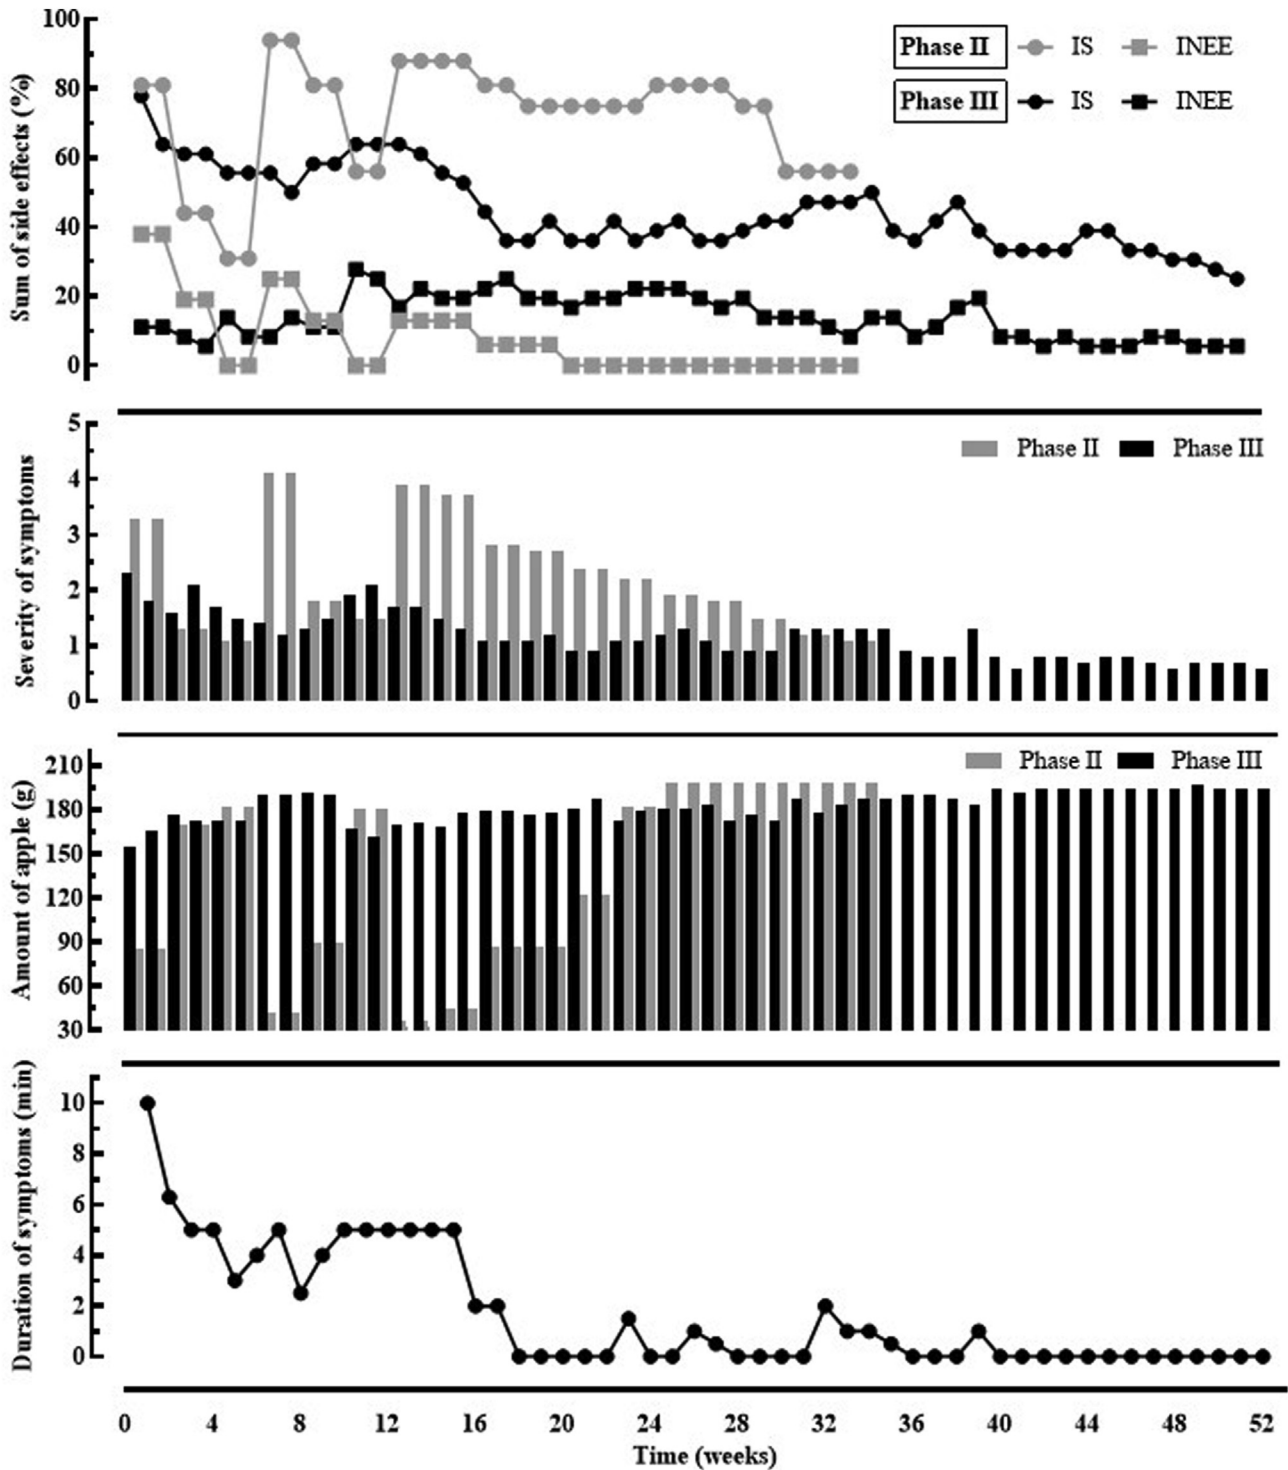 Sum of side effects (%)
100
80
60
40
20
0
Phase II IS INEE
Phase III IS INEE
Severity of symptoms
5
4
3
2
1
0
Phase II Phase III
Amount of apple (g)
210
180
150
120
90
60
30
Phase II Phase III
Duration of symptoms (min)
10
8
6
4
2
0
0 4 8 12 16 20 24 28 32 36 40 44 48 52
Time (weeks)